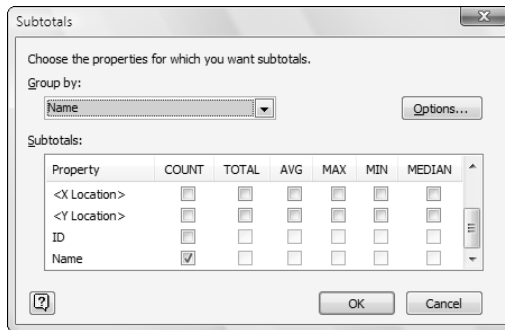 Subtotals
Choose the properties for which you want subtotals.
Group by:
Name
Options...
Subtotals:
Property COUNT TOTAL AVG MAX MIN MEDIAN
<X Location>
<Y Location>
ID
Name
OK Cancel